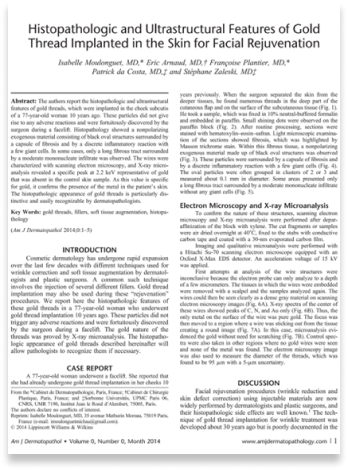 Histopathologic and Ultrastructural Features of Gold
Thread Implanted in the Skin for Facial Rejuvenation
Isabelle Moulonguet, MD,* Eric Arnaud, MD,† Françoise Plantier, MD,*
Patrick da Costa, MD,‡ and Stéphane Zaleski, MD‡
Abstract: The authors report the histopathologic and ultrastructural
features of gold threads, which were implanted in the cheek subcutis
of a 77-year-old woman 10 years ago. These particles did not give
rise to any adverse reactions and were fortuitously discovered by the
surgeon during a facelift. Histopathology showed a nonpolarizing
exogenous material consisting of black oval structures surrounded by
a capsule of fibrosis and by a discrete inflammatory reaction with
a few giant cells. In some cases, only a long fibrous tract surrounded
by a moderate mononuclear infiltrate was observed. The wires were
characterized with scanning electron microscopy, and X-ray micro-
analysis revealed a specific peak at 2.2 keV representative of gold
that was absent in the control sample. As this value is specific
for gold, it confirms the presence of the metal in the patient's skin.
The histopathologic appearance of gold threads is particularly dis-
tinctive and easily recognizable by dermatologists.
Key Words: gold threads, fillers, soft tissue augmentation, histopa-
thology
(Am J Dermatopathol 2014;0:1–5)
INTRODUCTION
Cosmetic dermatology has undergone rapid expansion
over the last few decades with different techniques used for
wrinkle correction and soft tissue augmentation by dermatol-
ogists and plastic surgeons. A common such technique
involves the injection of several different fillers. Gold thread
implantation may also be used during these "rejuvenation"
procedures. We report here the histopathologic features of
these gold threads in a 77-year-old woman who underwent
gold thread implantation 10 years ago. These particles did not
trigger any adverse reactions and were fortuitously discovered
by the surgeon during a facelift. The gold nature of the
threads was proved by X-ray microanalysis. The histopatho-
logic appearance of gold threads described hereinafter will
allow pathologists to recognize them if necessary.
CASE REPORT
A 77-year-old woman underwent a facelift. She reported that
she had already undergone gold thread implantation in her cheeks 10
From the *Cabinet de Dermatopathologie, Paris, France; †Cabinet de Chirurgie
Plastique, Paris, France; and ‡Sorbonne Universités, UPMC Paris 06,
CNRS, UMR 7190, Institut Jean le Rond d'Alembert, 75005, Paris.
The authors declare no conflicts of interest.
Reprints: Isabelle Moulonguet, MD, 35 avenue Mathurin Moreau, 75019 Paris,
France (e-mail: moulonguetisabelle@gmail.com).
© 2014 Lippincott Williams & Wilkins
years previously. When the surgeon separated the skin from the
deeper tissues, he found numerous threads in the deep part of the
cutaneous flap and on the surface of the subcutaneous tissue (Fig. 1).
He took a sample, which was fixed in 10% neutral-buffered formalin
and embedded in paraffin. Small shining dots were observed on the
paraffin block (Fig. 2). After routine processing, sections were
stained with hematoxylin-eosin-safran. Light microscopic examina-
tion of the sections showed fibrosis, which was highlighted by
Masson trichrome stain. Within this fibrous tissue, a nonpolarizing
exogenous material made up of black oval structures was observed
(Fig. 3). These particles were surrounded by a capsule of fibrosis and
by a discrete inflammatory reaction with a few giant cells (Fig. 4).
The oval particles were often grouped in clusters of 2 or 3 and
measured about 0.1 mm in diameter. Some areas presented only
a long fibrous tract surrounded by a moderate mononuclear infiltrate
without any giant cells (Fig. 5).
Electron Microscopy and X-ray Microanalysis
To confirm the nature of these structures, scanning electron
microscopy and X-ray microanalysis were performed after depar-
affinization of the block with xylene. The cut fragments or samples
were air dried overnight at 40°C, fixed to the stubs with conductive
carbon tape and coated with a 30-nm evaporated carbon film.
Imaging and qualitative microanalysis were performed with
a Hitachi Su-70 scanning electron microscope equipped with an
Oxford X-Max EDS detector. An acceleration voltage of 15 kV
was applied.
First attempts at analysis of the wire structures were
inconclusive because the electron probe can only analyze to a depth
of a few micrometers. The tissues in which the wires were embedded
were removed with a scalpel and the samples analyzed again. The
wires could then be seen clearly as a dense gray material on scanning
electron microscopy images (Fig. 6A). X-ray spectra of the center of
these wires showed peaks of C, N, and Au only (Fig. 6B). Thus, the
only metal on the surface of the wire was pure gold. The focus was
then moved to a region where a wire was sticking out from the tissue
creating a round image (Fig. 7A). In this case, microanalysis evi-
denced the gold without need for scratching (Fig. 7B). Control spec-
tra were also taken in other regions where no gold wires were seen
and none of the metal was found. The electron microscopy image
was also used to measure the diameter of the threads, which was
found to be 95 μm with a 5-μm uncertainty.
DISCUSSION
Facial rejuvenation procedures (wrinkle reduction and
skin defect correction) using injectable materials are now
widely performed by dermatologists and plastic surgeons, and
their histopathologic side effects are well known.¹ The tech-
nique of gold thread implantation for wrinkle treatment was
developed about 30 years ago but is poorly documented in the
Am J Dermatopathol • Volume 0, Number 0, Month 2014
www.amjdermatopathology.com | 1